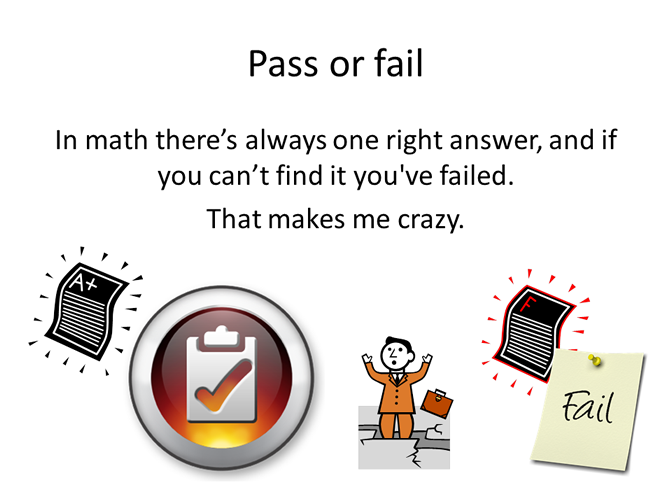 Pass or fail
In math there's always one right answer, and if
you can't find it you've failed.
That makes me crazy.
A+
F
Fail